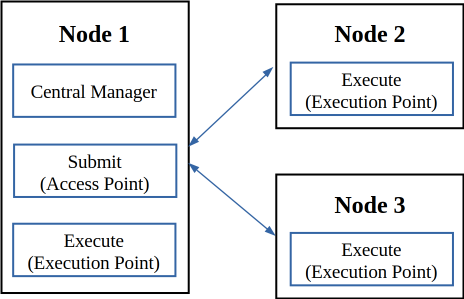 Node 1
Central Manager
Submit
(Access Point)
Execute
(Execution Point)
Node 2
Execute
(Execution Point)
Node 3
Execute
(Execution Point)